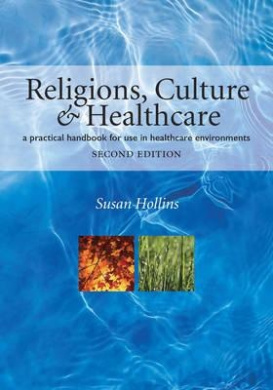 Religions, Culture
& Healthcare
a practical handbook for use in healthcare environments
SECOND EDITION
Susan Hollins